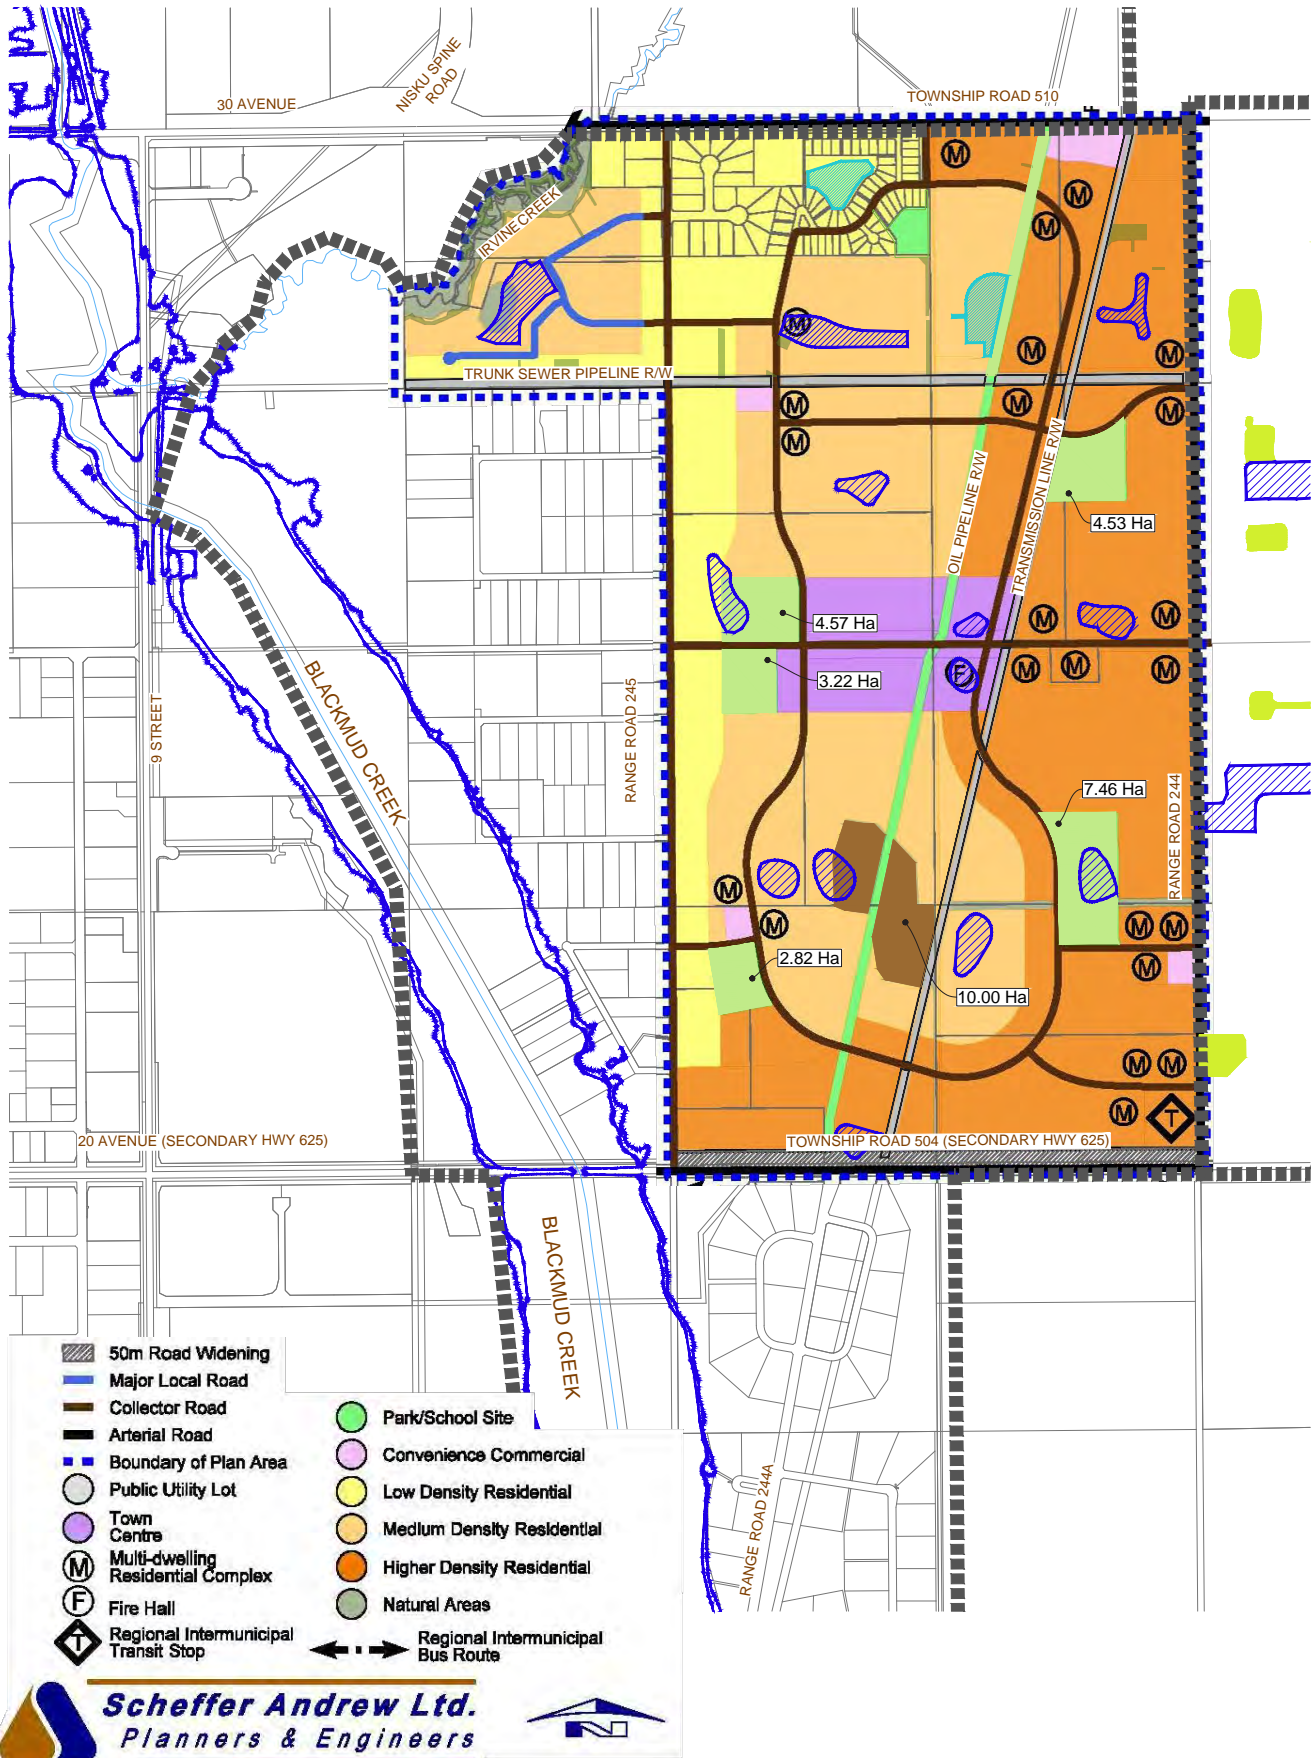 30 AVENUE
NISKU SPINE
ROAD
TOWNSHIP ROAD 510
IRVINE CREEK
M
M
M
M
M
M
TRUNK SEWER PIPELINE R/W
M
M
M
M
OIL PIPELINE R/W
TRANSMISSION LINE R/W
4.53 Ha
4.57 Ha
M
M
3.22 Ha
F
M
M
M
9 STREET
BLACKMUD CREEK
RANGE ROAD 245
7.46 Ha
RANGE ROAD 244
M
M
M
M
2.82 Ha
M
10.00 Ha
M
M
M
T
20 AVENUE (SECONDARY HWY 625)
TOWNSHIP ROAD 504 (SECONDARY HWY 625)
BLACKMUD CREEK
RANGE ROAD 244A
50m Road Widening
Major Local Road
Collector Road
Arterial Road
Boundary of Plan Area
Public Utility Lot
Town
Centre
M
Multi-dwelling
Residential Complex
F
Fire Hall
T
Regional Intermunicipal
Transit Stop
Park/School Site
Convenience Commercial
Low Density Residential
Medium Density Residential
Higher Density Residential
Natural Areas
Regional Intermunicipal
Bus Route
Scheffer Andrew Ltd.
Planners & Engineers
N